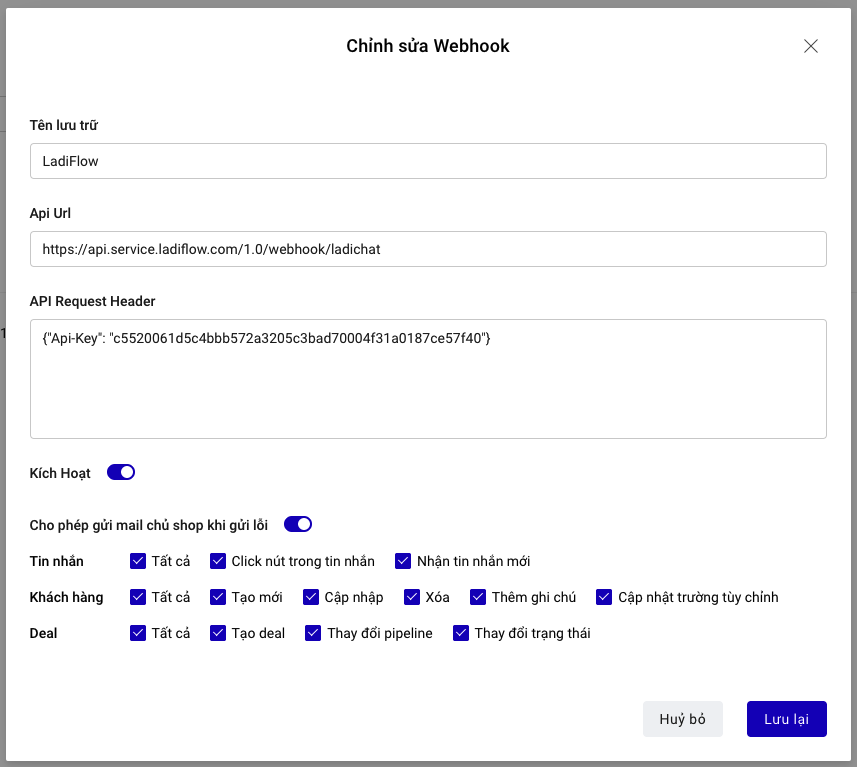 Chỉnh sửa Webhook
Tên lưu trữ
LadiFlow
Api Url
https://api.service.ladiflow.com/1.0/webhook/ladichat
API Request Header
1
{"Api-Key": "c5520061d5c4bbb572a3205c3bad70004f31a0187ce57f40"}
Kích Hoạt
Cho phép gửi mail chủ shop khi gửi lỗi
Tin nhắn Tất cả Click nút trong tin nhắn Nhận tin nhắn mới
Khách hàng Tất cả Tạo mới Cập nhập Xóa Thêm ghi chú Cập nhật trường tùy chỉnh
Deal Tất cả Tạo deal Thay đổi pipeline Thay đổi trạng thái
Huỷ bỏ Lưu lại